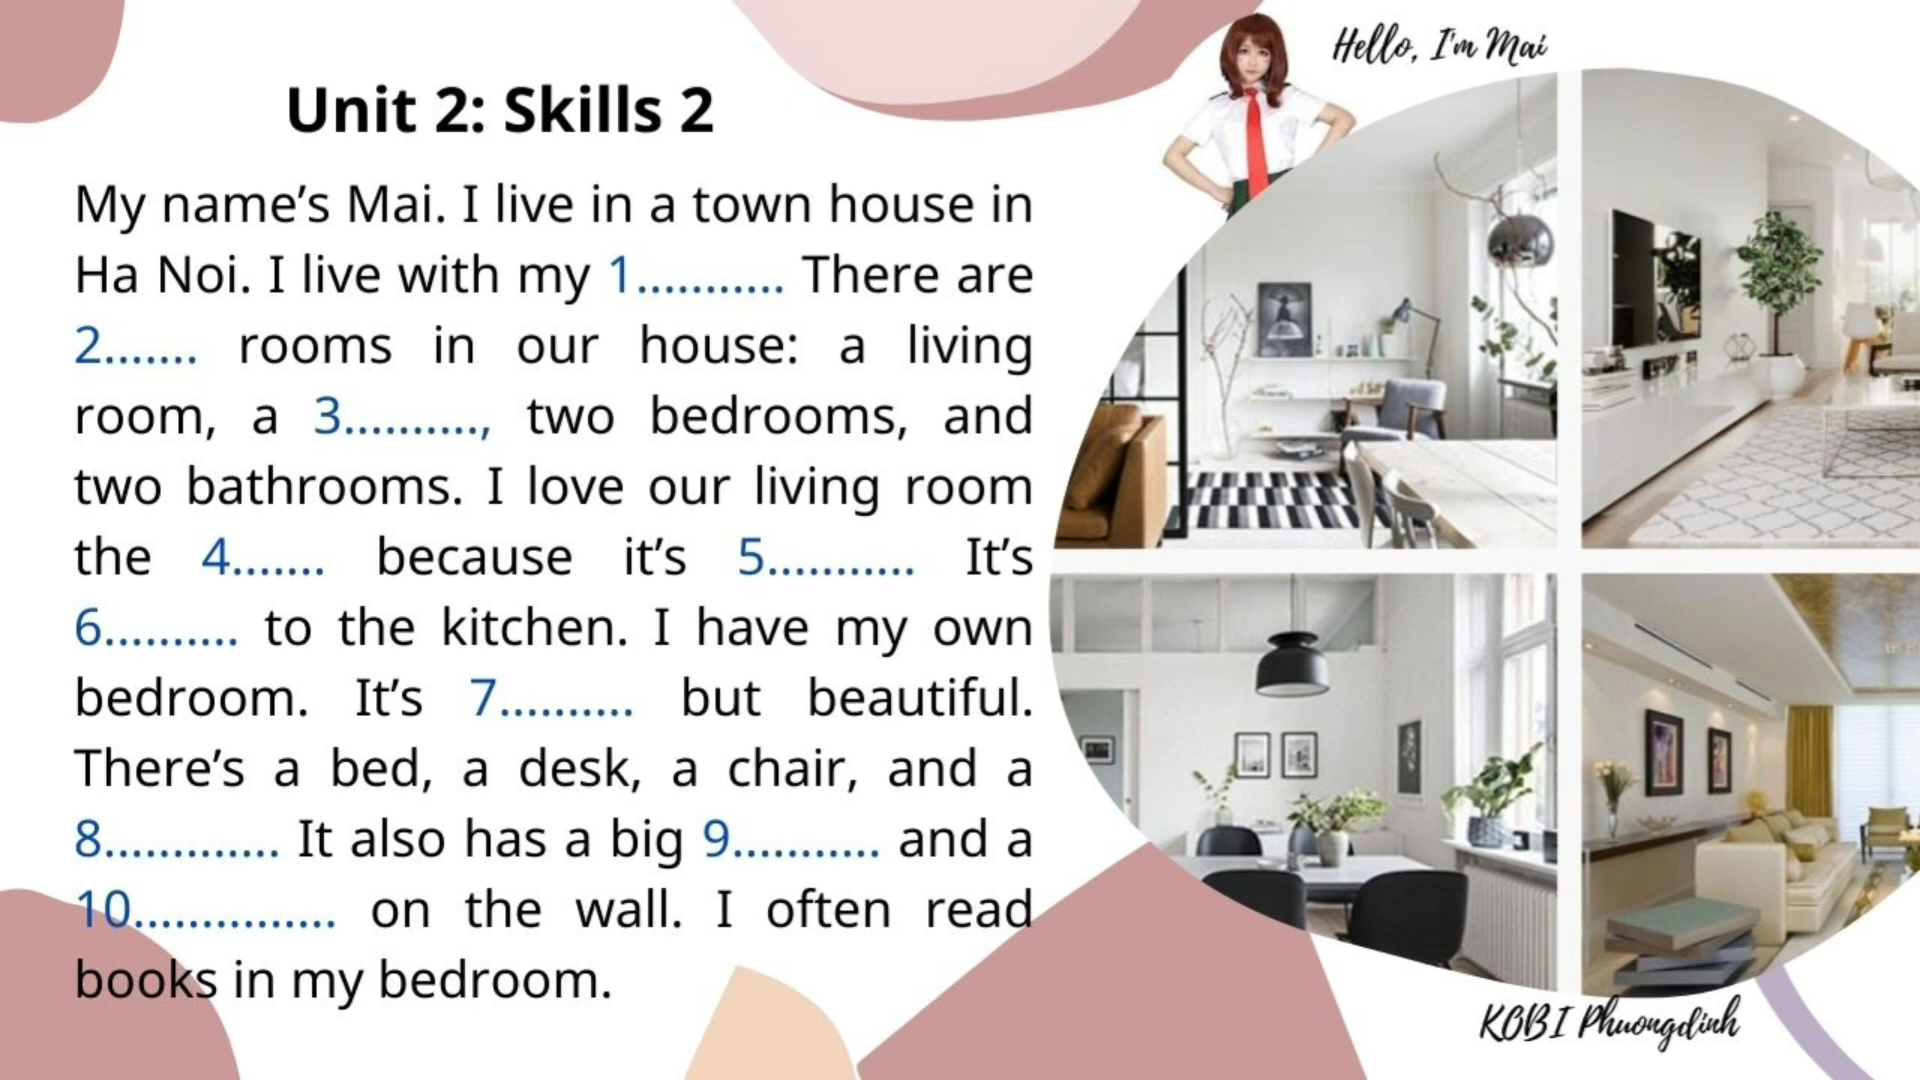 Hello, I'm Mai
Unit 2: Skills 2
My name’s Mai. I live in a town house in
Ha Noi. I live with my 1........... There are
2....... rooms in our house: a living
room, a 3.........., two bedrooms, and
two bathrooms. I love our living room
the 4....... because it’s 5........... It’s
6.......... to the kitchen. I have my own
bedroom. It’s 7.......... but beautiful.
There’s a bed, a desk, a chair, and a
8............. It also has a big 9........... and a
10............... on the wall. I often read
books in my bedroom.
KOBI Phuongdinh